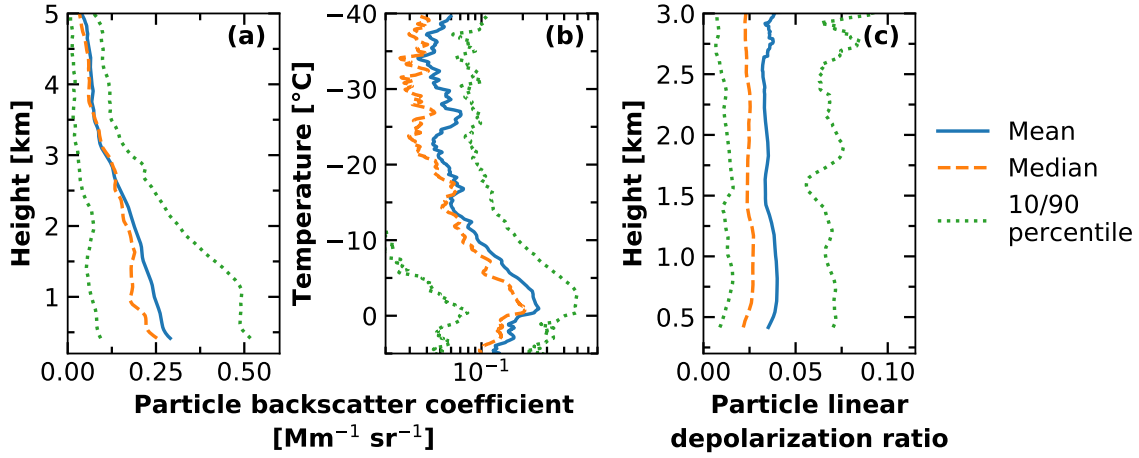 (a)
5
4
3
2
1
0.00
0.25
0.50
Height [km]
(b)
−40
−30
−20
−10
0
10⁻¹
Temperature [°C]
Particle backscatter coefficient
[Mm⁻¹ sr⁻¹]
(c)
3.0
2.5
2.0
1.5
1.0
0.5
0.00
0.05
0.10
Height [km]
Particle linear
depolarization ratio
Mean
Median
10/90
percentile